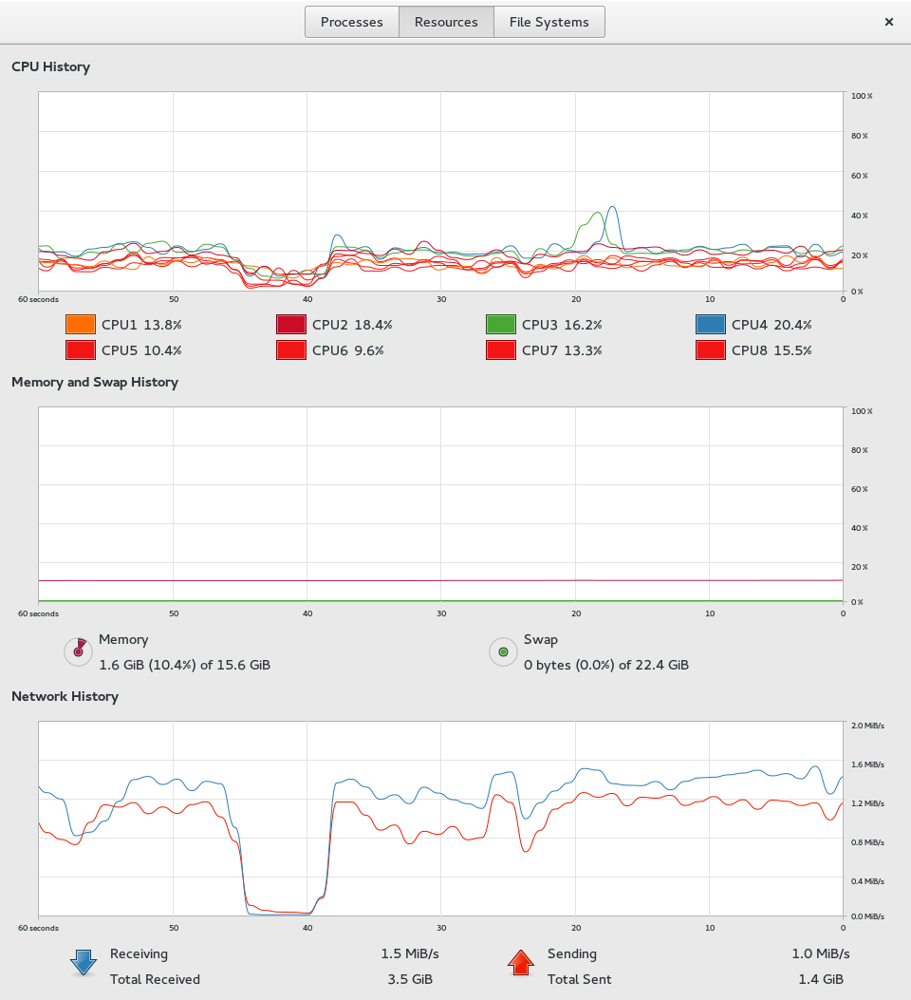 Processes Resources File Systems
CPU History
100 %
80 %
60 %
40 %
20 %
0 %
60 seconds 50 40 30 20 10 0
CPU1 13.8% CPU2 18.4% CPU3 16.2% CPU4 20.4%
CPU5 10.4% CPU6 9.6% CPU7 13.3% CPU8 15.5%
Memory and Swap History
100 %
80 %
60 %
40 %
20 %
0 %
60 seconds 50 40 30 20 10 0
Memory Swap
1.6 GiB (10.4%) of 15.6 GiB 0 bytes (0.0%) of 22.4 GiB
Network History
2.0 MiB/s
1.6 MiB/s
1.2 MiB/s
0.8 MiB/s
0.4 MiB/s
0.0 MiB/s
60 seconds 50 40 30 20 10 0
Receiving 1.5 MiB/s Sending 1.0 MiB/s
Total Received 3.5 GiB Total Sent 1.4 GiB